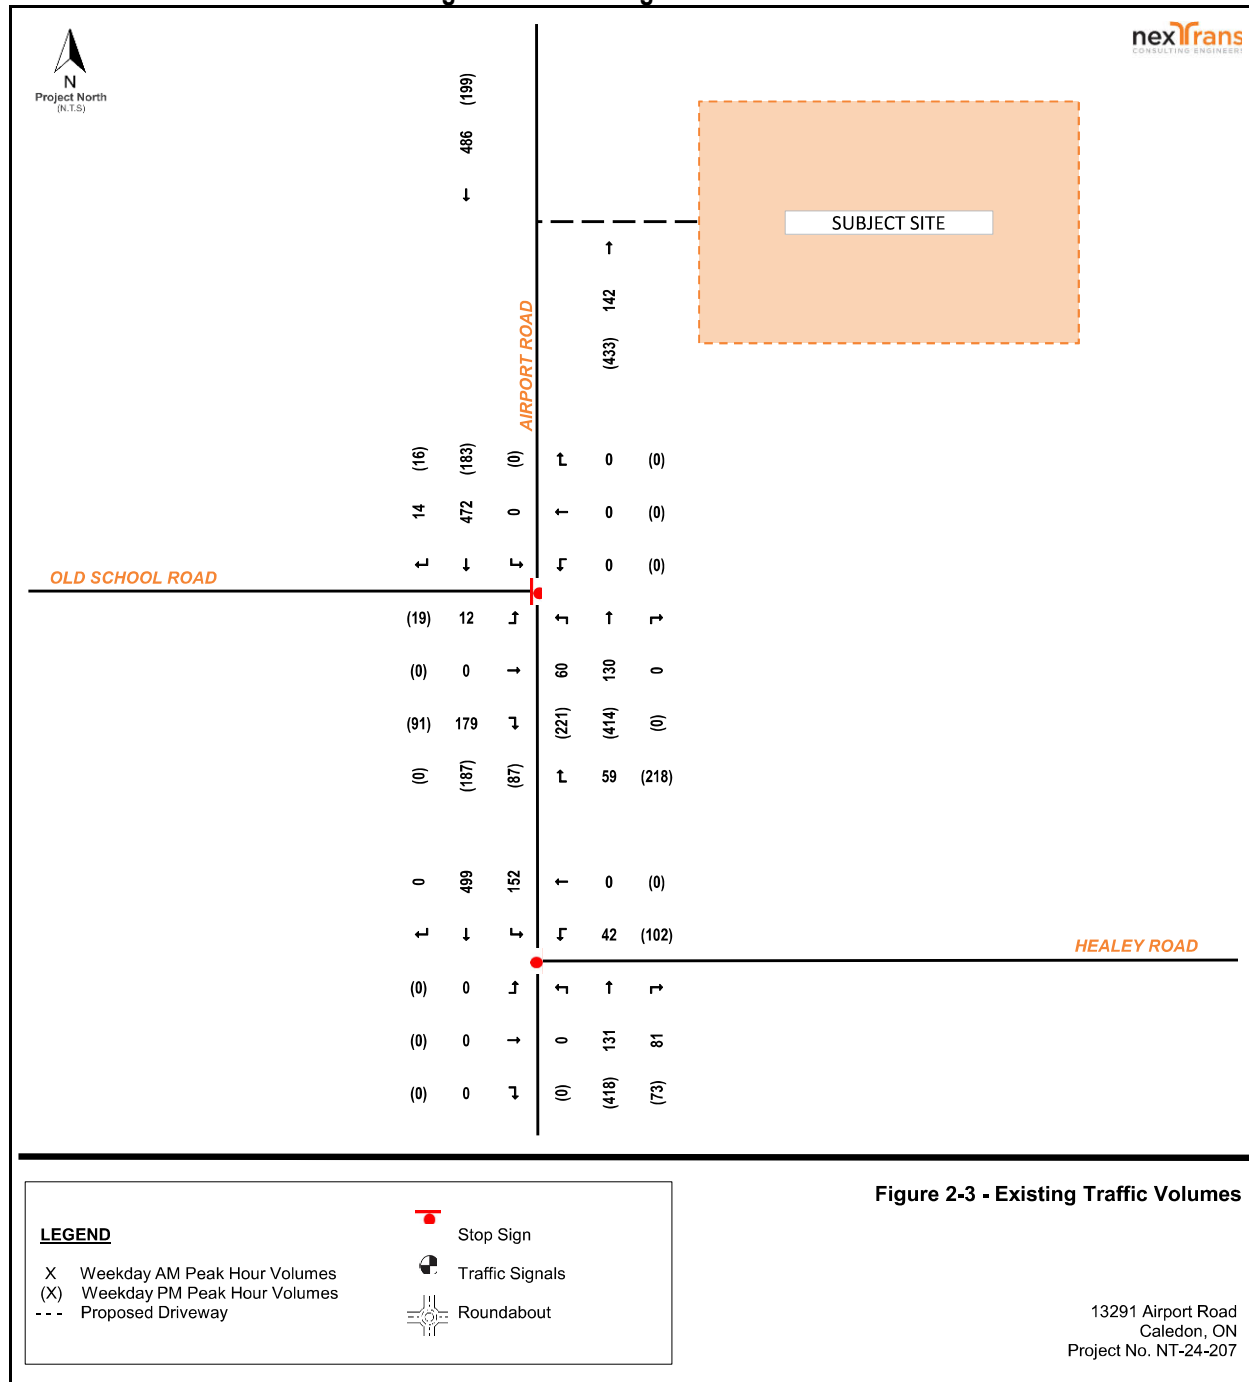 nexTrans
CONSULTING ENGINEERS
N
Project North
(N.T.S)
(199)
486
↓
SUBJECT SITE
↑
142
(433)
AIRPORT ROAD
(16) (183) (0) ↰ 0 (0)
14 472 0 ← 0 (0)
↵ ↓ ↳ ↲ 0 (0)
OLD SCHOOL ROAD
(19) 12 ↥ ↰ ↑ ↱
(0) 0 → 60 130 0
(91) 179 ↴ (221) (414) (0)
(0) (187) (87) ↥ 59 (218)
0 499 152 ← 0 (0)
↵ ↓ ↳ ↲ 42 (102)
HEALEY ROAD
(0) 0 ↥ ↰ ↑ ↱
(0) 0 → 0 131 81
(0) 0 ↴ (0) (418) (73)
Figure 2-3 - Existing Traffic Volumes
LEGEND
X Weekday AM Peak Hour Volumes
(X) Weekday PM Peak Hour Volumes
--- Proposed Driveway
Stop Sign
Traffic Signals
Roundabout
13291 Airport Road
Caledon, ON
Project No. NT-24-207